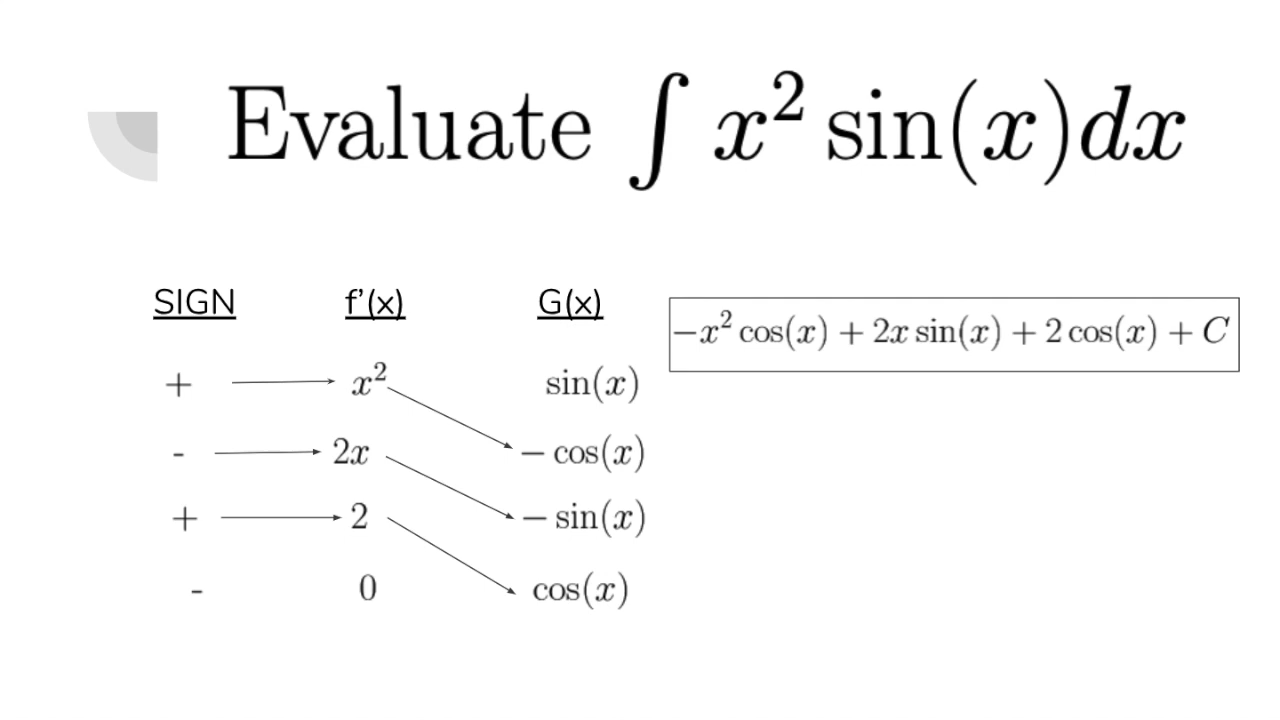 Evaluate ∫ x² sin(x)dx
SIGN f'(x) G(x)
−x² cos(x) + 2x sin(x) + 2 cos(x) + C
+ x² sin(x)
- 2x − cos(x)
+ 2 − sin(x)
- 0 cos(x)